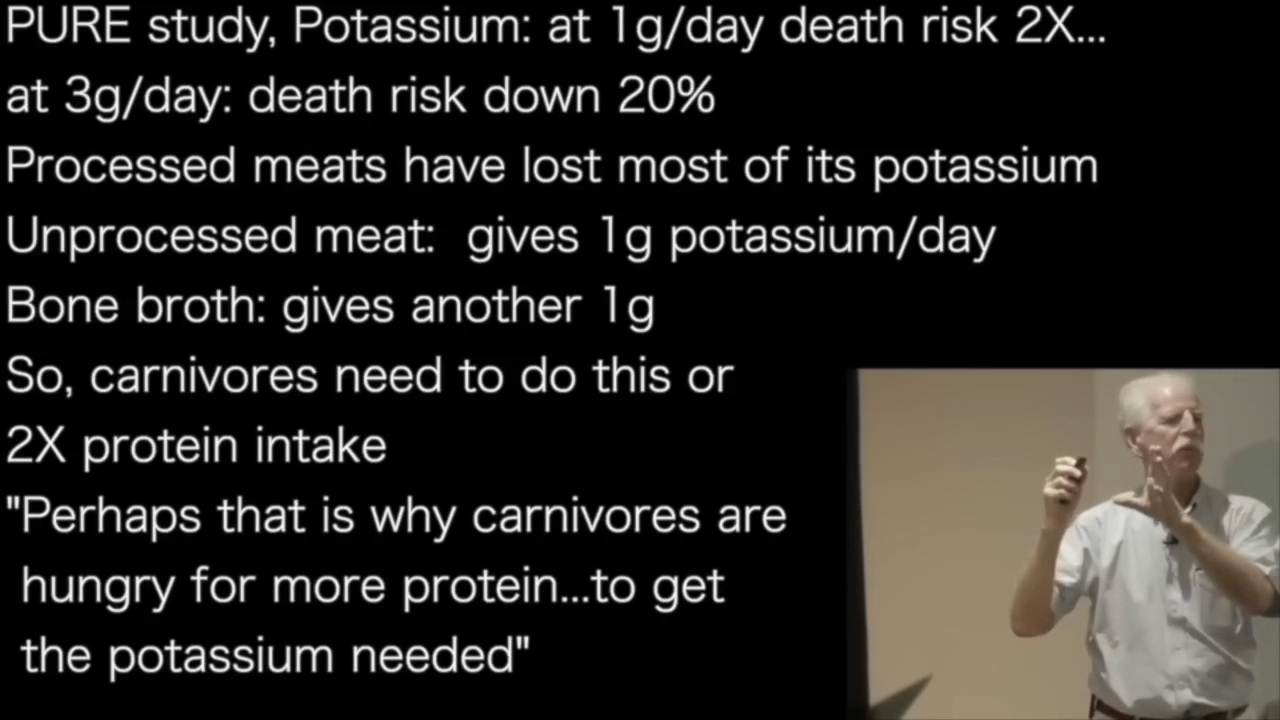 PURE study, Potassium: at 1g/day death risk 2X...
at 3g/day: death risk down 20%
Processed meats have lost most of its potassium
Unprocessed meat:  gives 1g potassium/day
Bone broth: gives another 1g
So, carnivores need to do this or
2X protein intake
"Perhaps that is why carnivores are
hungry for more protein...to get
the potassium needed"